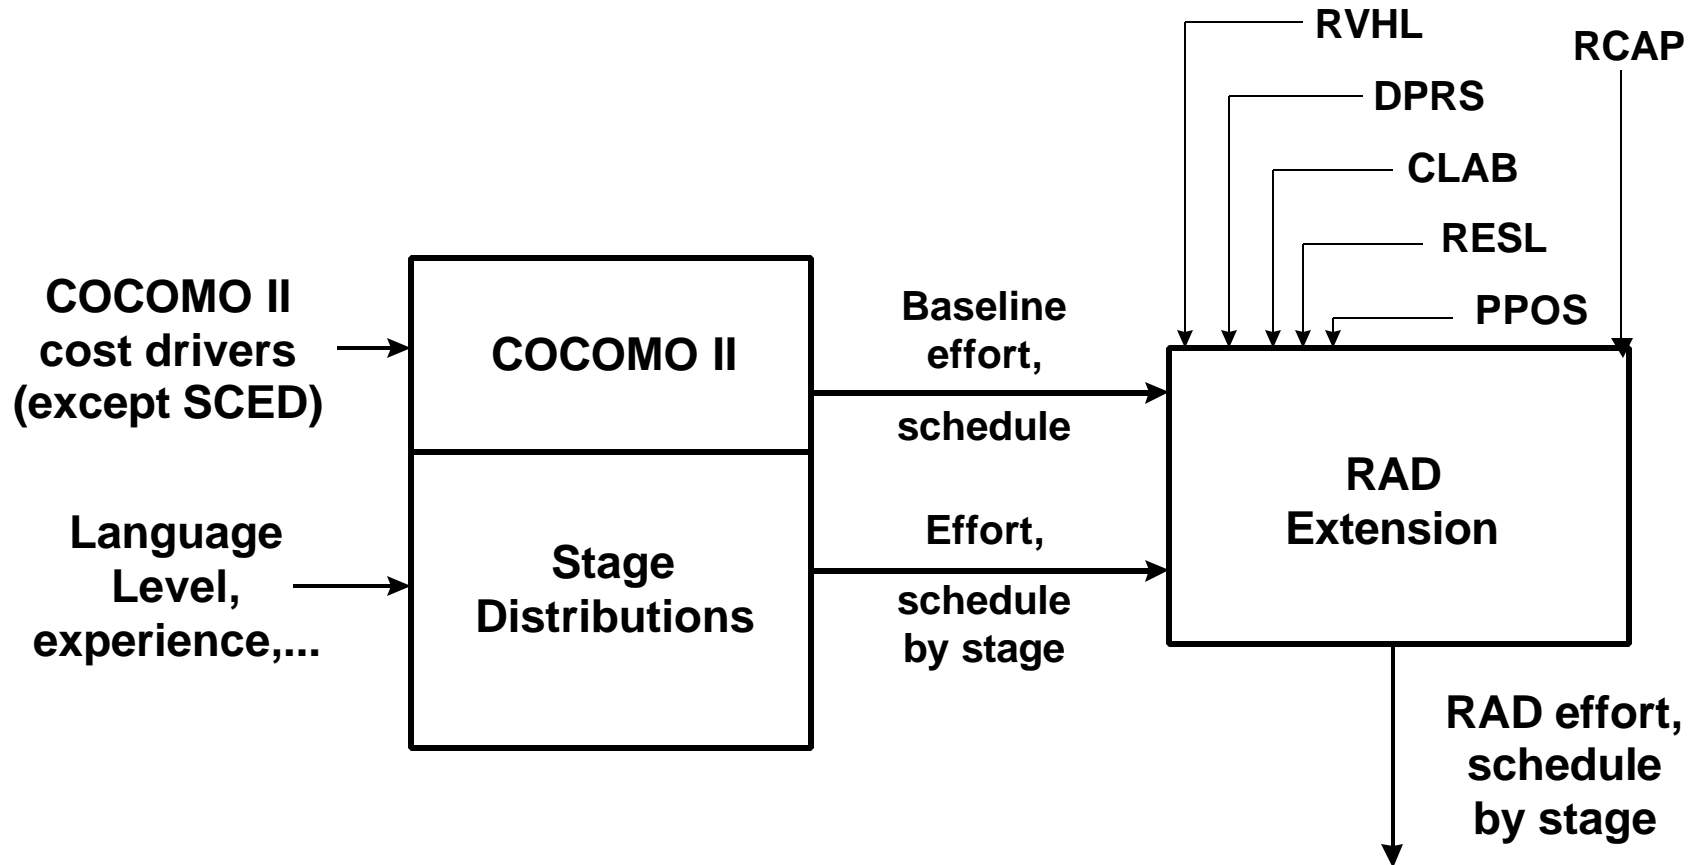 RVHL
RCAP
DPRS
CLAB
RESL
PPOS
COCOMO II
cost drivers
(except SCED)
COCOMO II
Baseline
effort,
schedule
RAD
Extension
Language
Level,
experience,...
Stage
Distributions
Effort,
schedule
by stage
RAD effort,
schedule
by stage